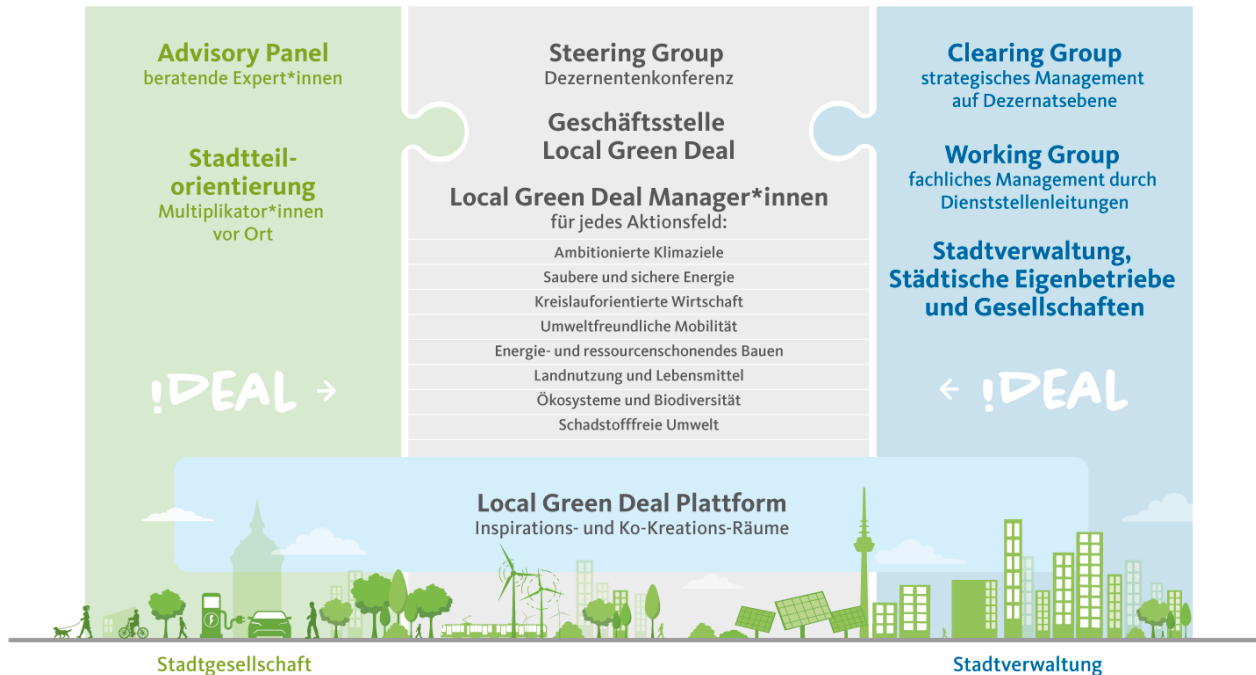 Advisory Panel
beratende Expert*innen
Stadtteil-
orientierung
Multiplikator*innen
vor Ort
!DEAL →
Steering Group
Dezernentenkonferenz
Geschäftsstelle
Local Green Deal
Local Green Deal Manager*innen
für jedes Aktionsfeld:
Ambitionierte Klimaziele
Saubere und sichere Energie
Kreislauforientierte Wirtschaft
Umweltfreundliche Mobilität
Energie- und ressourcenschonendes Bauen
Landnutzung und Lebensmittel
Ökosysteme und Biodiversität
Schadstofffreie Umwelt
Clearing Group
strategisches Management
auf Dezernatsebene
Working Group
fachliches Management durch
Dienststellenleitungen
Stadtverwaltung,
Städtische Eigenbetriebe
und Gesellschaften
← !DEAL
Local Green Deal Plattform
Inspirations- und Ko-Kreations-Räume
Stadtgesellschaft
Stadtverwaltung